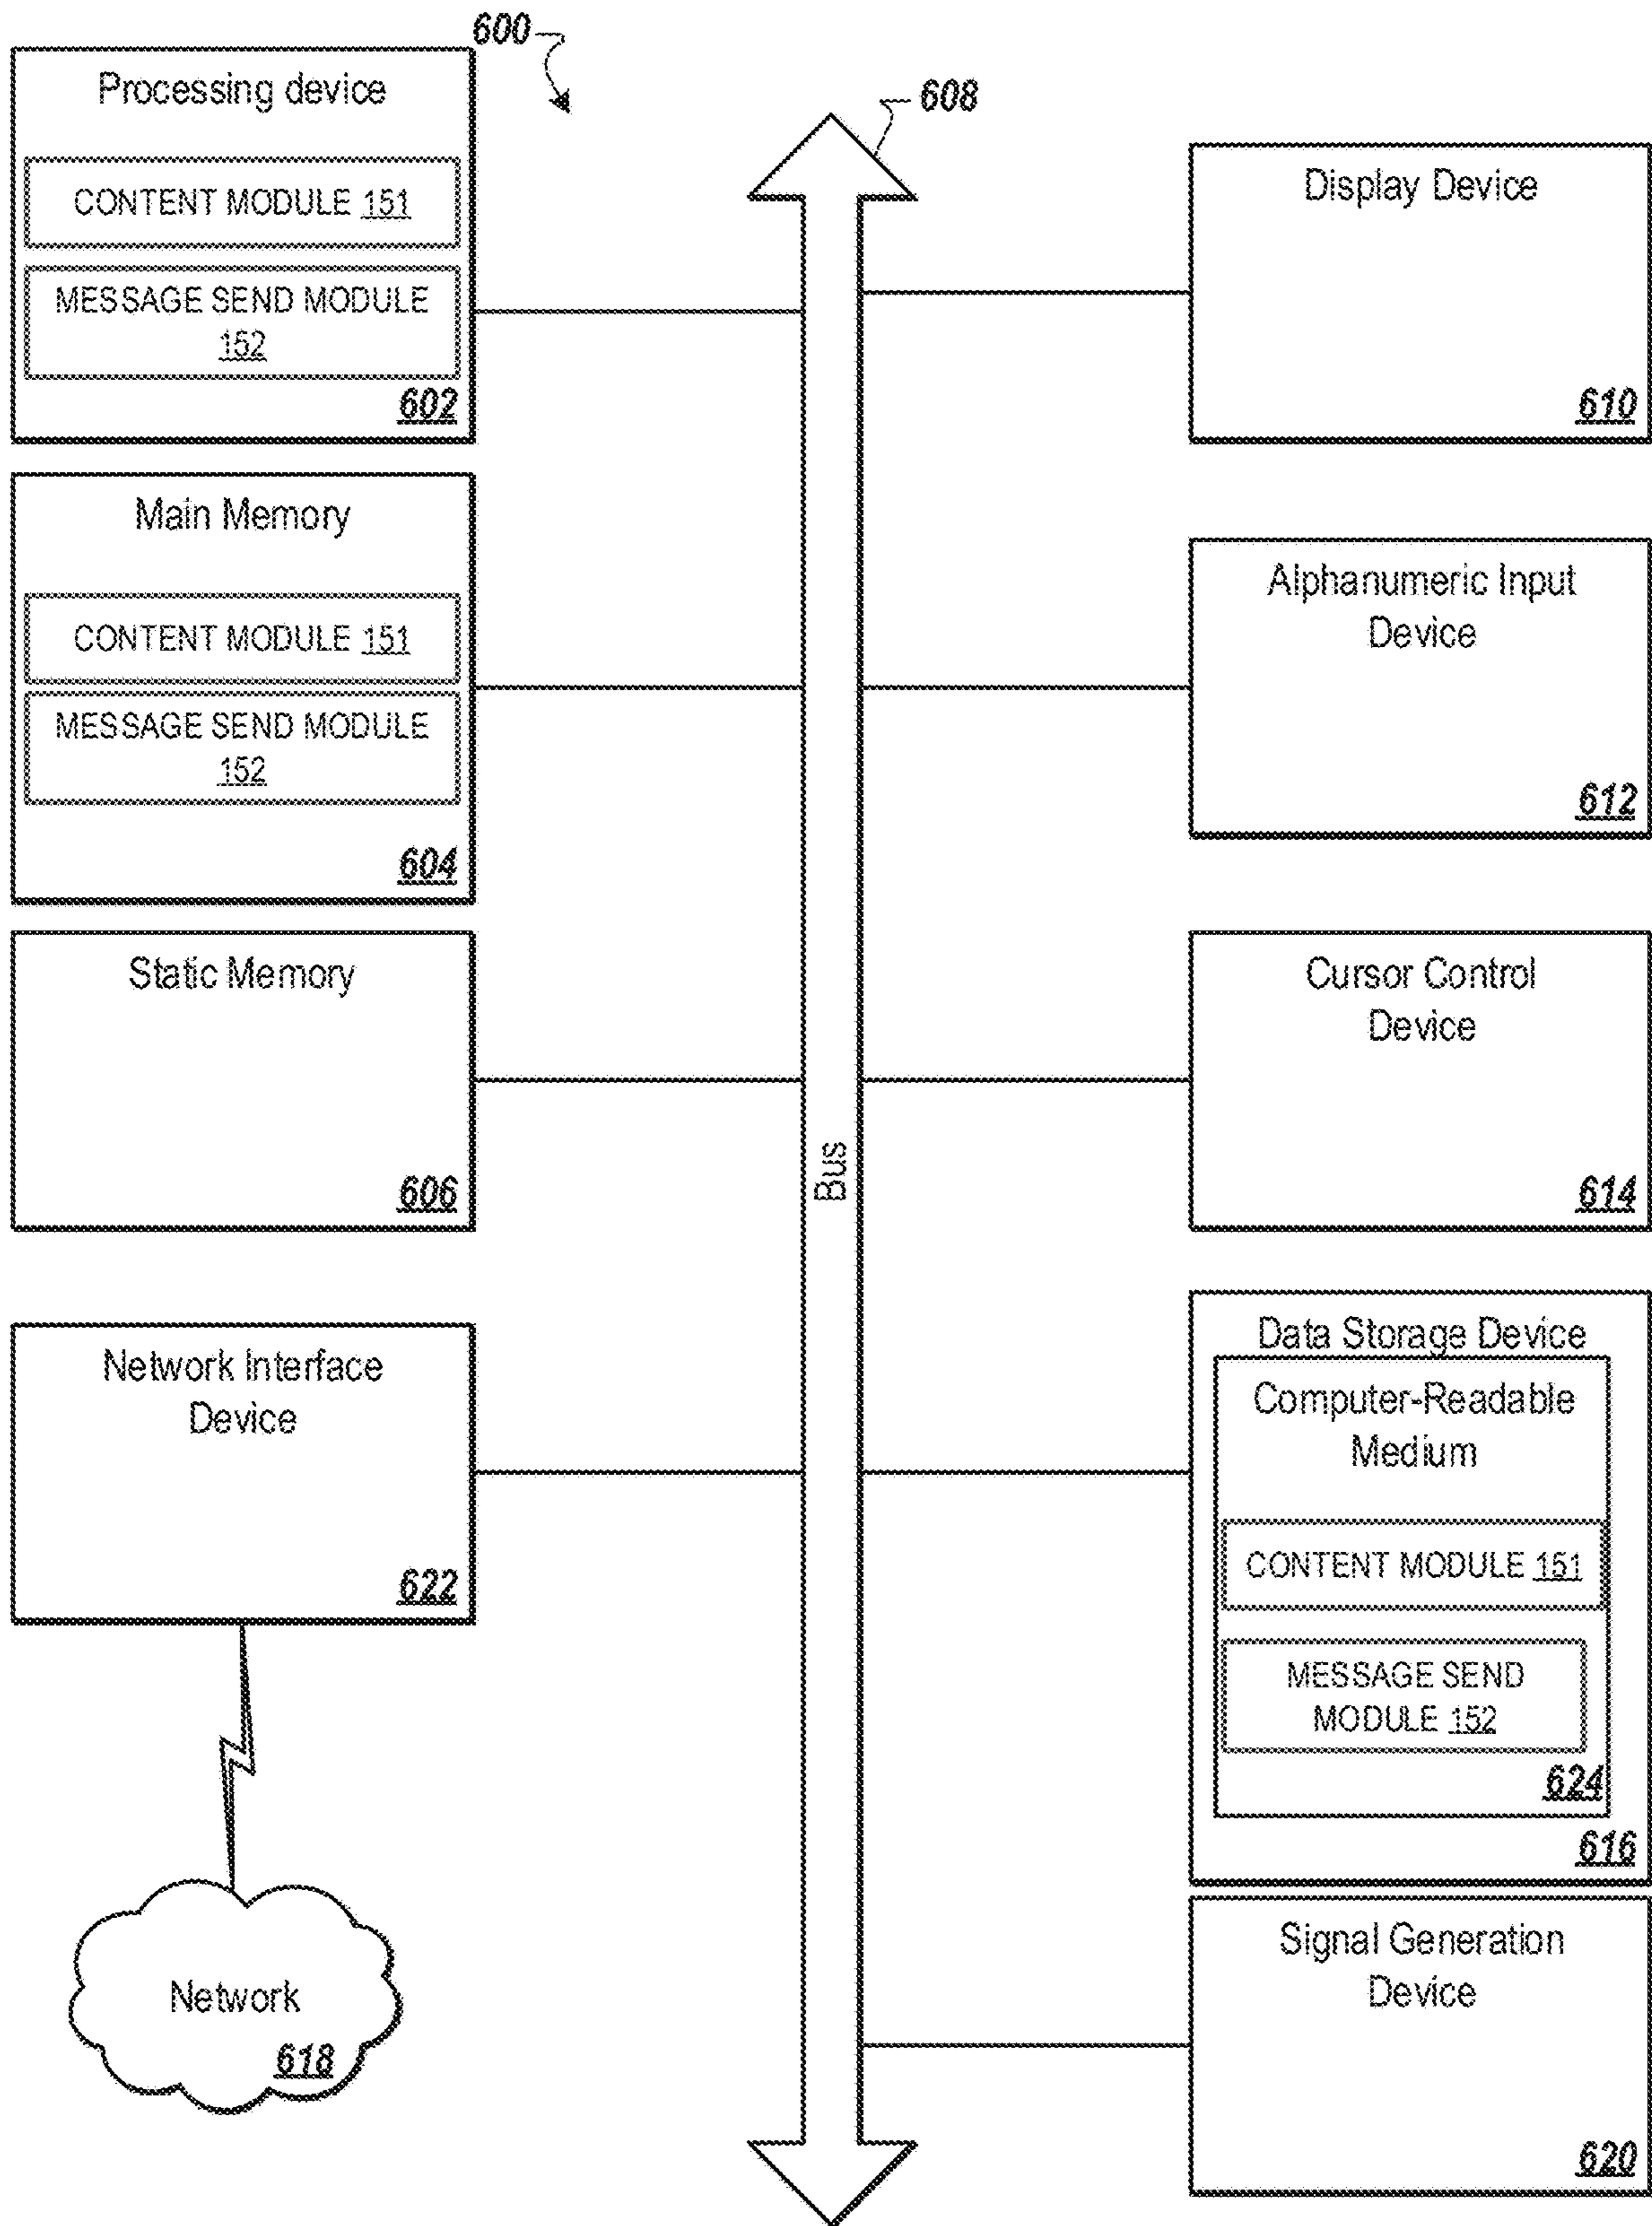 600
608
Processing device
CONTENT MODULE 151
MESSAGE SEND MODULE
152
602
Main Memory
CONTENT MODULE 151
MESSAGE SEND MODULE
152
604
Static Memory
606
Network Interface
Device
622
Network
618
Bus
Display Device
610
Alphanumeric Input
Device
612
Cursor Control
Device
614
Data Storage Device
Computer-Readable
Medium
CONTENT MODULE 151
MESSAGE SEND
MODULE 152
624
616
Signal Generation
Device
620